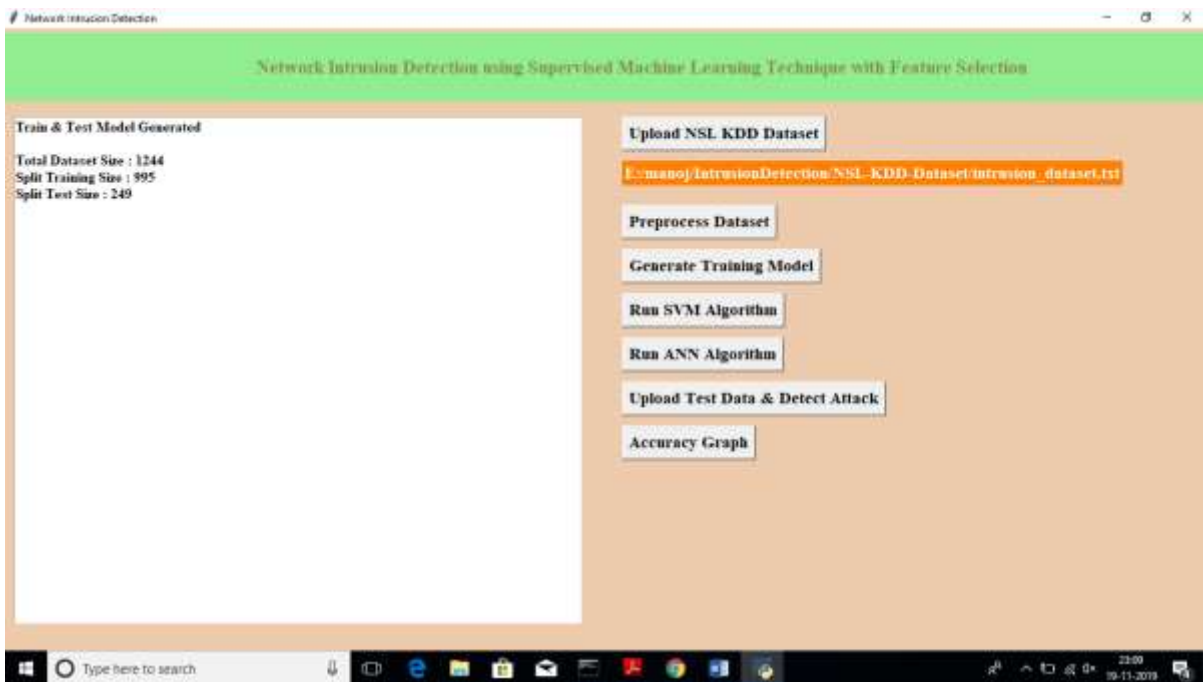 Network Intrusion Detection
Network Intrusion Detection using Supervised Machine Learning Technique with Feature Selection
Train & Test Model Generated
Total Dataset Size : 1244
Split Training Size : 995
Split Test Size : 249
Upload NSL KDD Dataset
E:/manoj/IntrusionDetection/NSL-KDD-Dataset/intrusion_dataset.txt
Preprocess Dataset
Generate Training Model
Run SVM Algorithm
Run ANN Algorithm
Upload Test Data & Detect Attack
Accuracy Graph
Type here to search
23:09
19-11-2019